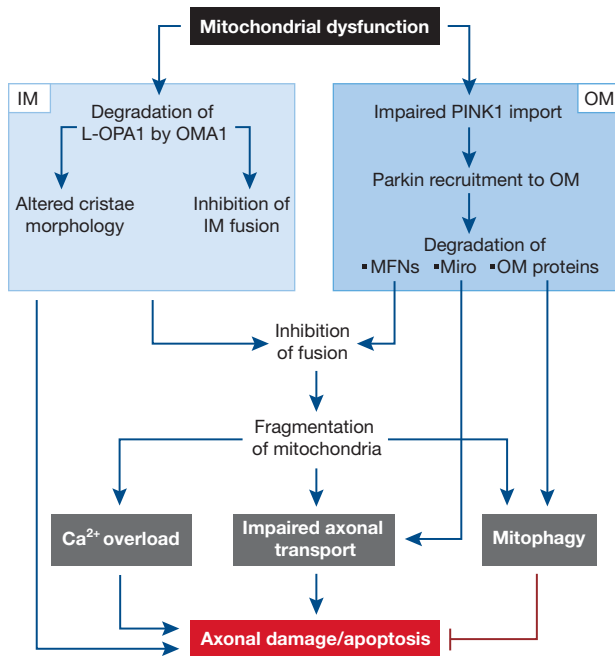 Mitochondrial dysfunction
IM
OM
Degradation of
L-OPA1 by OMA1
Altered cristae
morphology
Inhibition of
IM fusion
Impaired PINK1 import
Parkin recruitment to OM
Degradation of
▪MFNs ▪Miro ▪OM proteins
Inhibition
of fusion
Fragmentation
of mitochondria
Ca²⁺ overload
Impaired axonal
transport
Mitophagy
Axonal damage/apoptosis